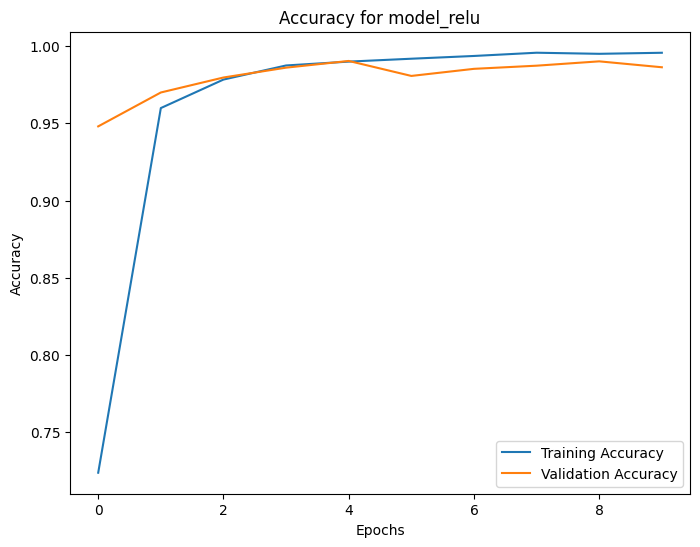 Accuracy for model_relu
1.00
0.95
0.90
0.85
0.80
0.75
Accuracy
0
2
4
6
8
Epochs
Training Accuracy
Validation Accuracy